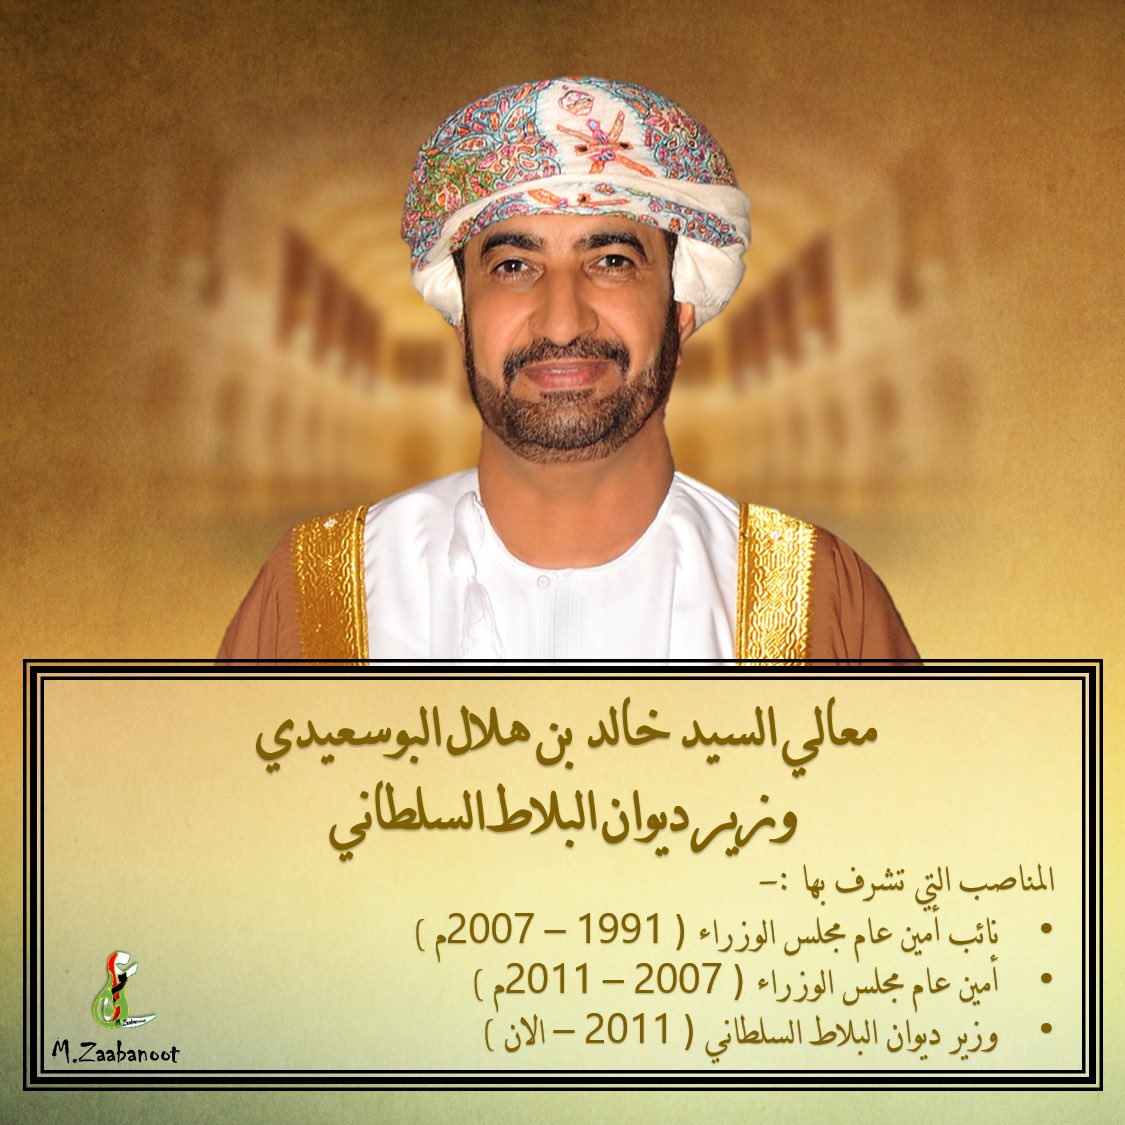 معالي السيد خالد بن هلال البوسعيدي
وزير ديوان البلاط السلطاني
المناصب التي تشرف بها :-
• نائب أمين عام مجلس الوزراء ( 1991 – 2007م )
• أمين عام مجلس الوزراء ( 2007 – 2011م )
• وزير ديوان البلاط السلطاني ( 2011 – الان )
M.Zaabanoot
M.Zaabanoot